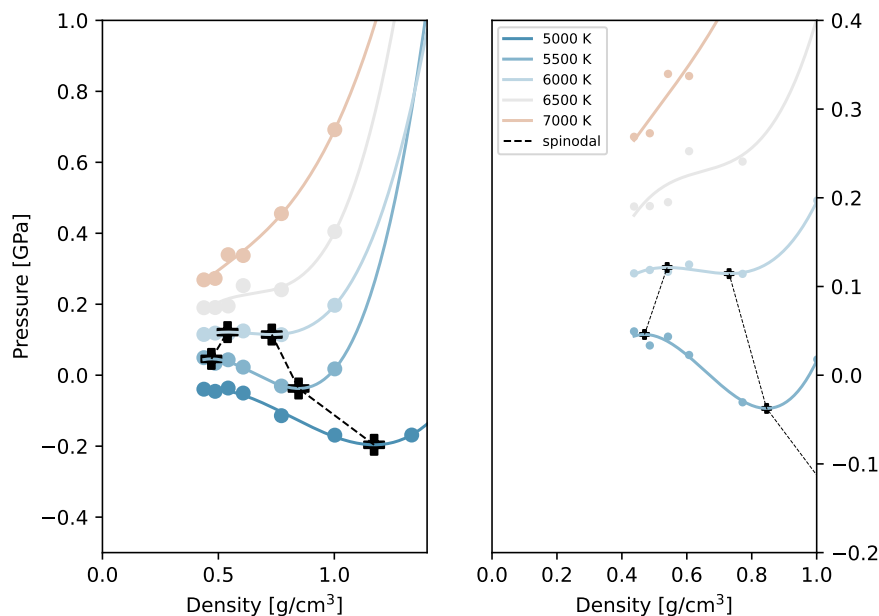 1.0
0.8
0.6
0.4
0.2
0.0
−0.2
−0.4
Pressure [GPa]
0.0 0.5 1.0
Density [g/cm³]
5000 K
5500 K
6000 K
6500 K
7000 K
spinodal
0.4
0.3
0.2
0.1
0.0
−0.1
−0.2
0.0 0.2 0.4 0.6 0.8 1.0
Density [g/cm³]